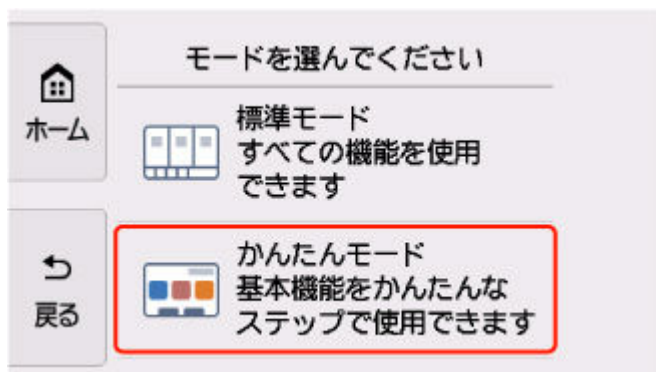 モードを選んでください
ホーム
標準モード
すべての機能を使用
できます
戻る
かんたんモード
基本機能をかんたんな
ステップで使用できます